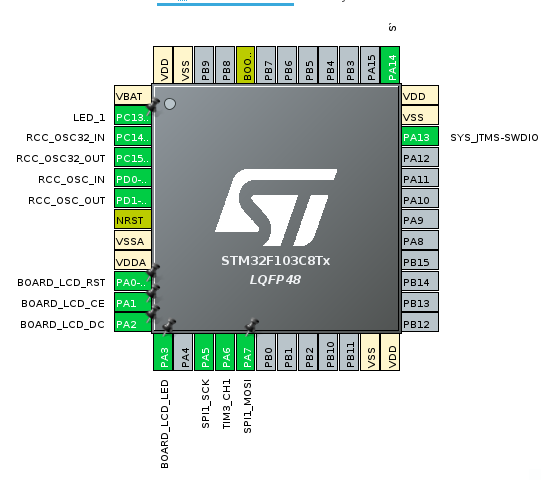 S
VDD
VSS
PB9
PB8
BOO..
PB7
PB6
PB5
PB4
PB3
PA15
PA14
VBAT
LED_1 PC13..
RCC_OSC32_IN PC14..
RCC_OSC32_OUT PC15..
RCC_OSC_IN PD0-..
RCC_OSC_OUT PD1-..
NRST
VSSA
VDDA
BOARD_LCD_RST PA0-..
BOARD_LCD_CE PA1
BOARD_LCD_DC PA2
ST
STM32F103C8Tx
LQFP48
VDD
VSS
PA13 SYS_JTMS-SWDIO
PA12
PA11
PA10
PA9
PA8
PB15
PB14
PB13
PB12
PA3
PA4
PA5
PA6
PA7
PB0
PB1
PB2
PB10
PB11
VSS
VDD
BOARD_LCD_LED
SPI1_SCK
TIM3_CH1
SPI1_MOSI